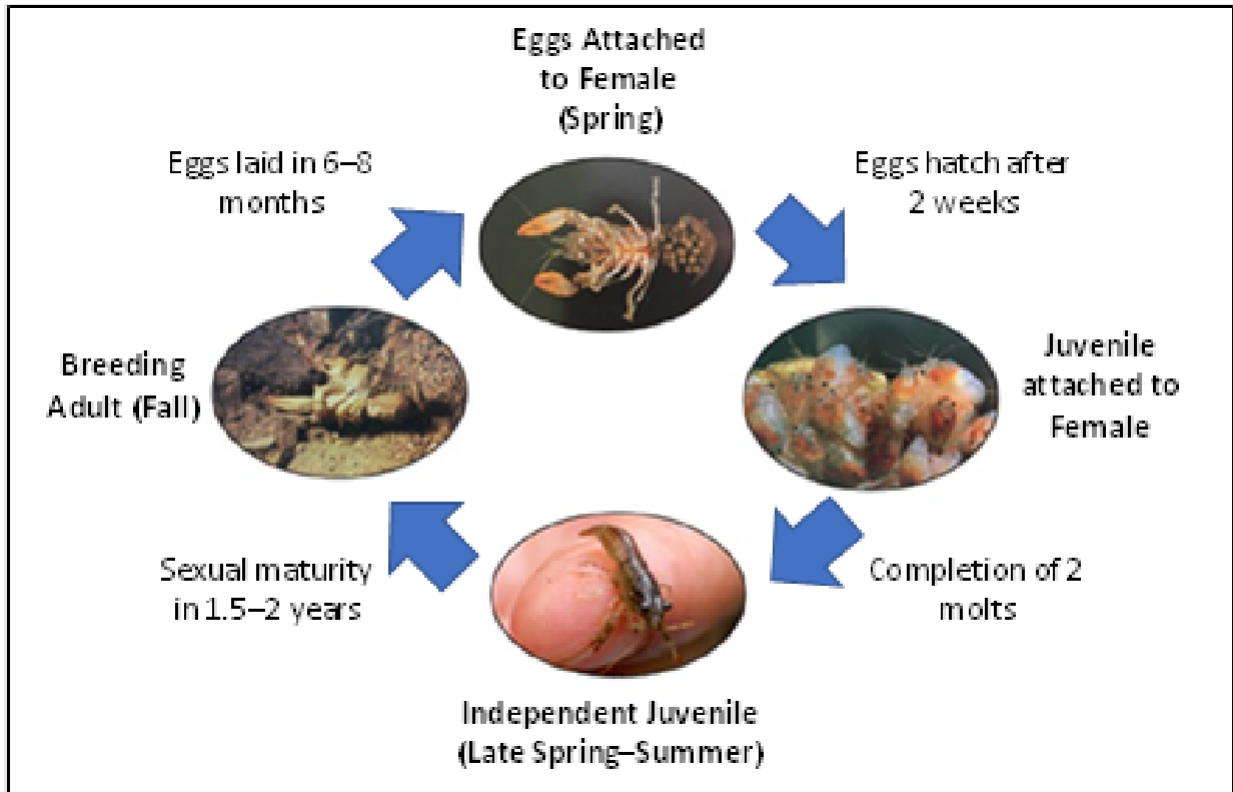 Eggs Attached
to Female
(Spring)
Eggs laid in 6–8
months
Eggs hatch after
2 weeks
Breeding
Adult (Fall)
Juvenile
attached to
Female
Sexual maturity
in 1.5–2 years
Completion of 2
molts
Independent Juvenile
(Late Spring–Summer)